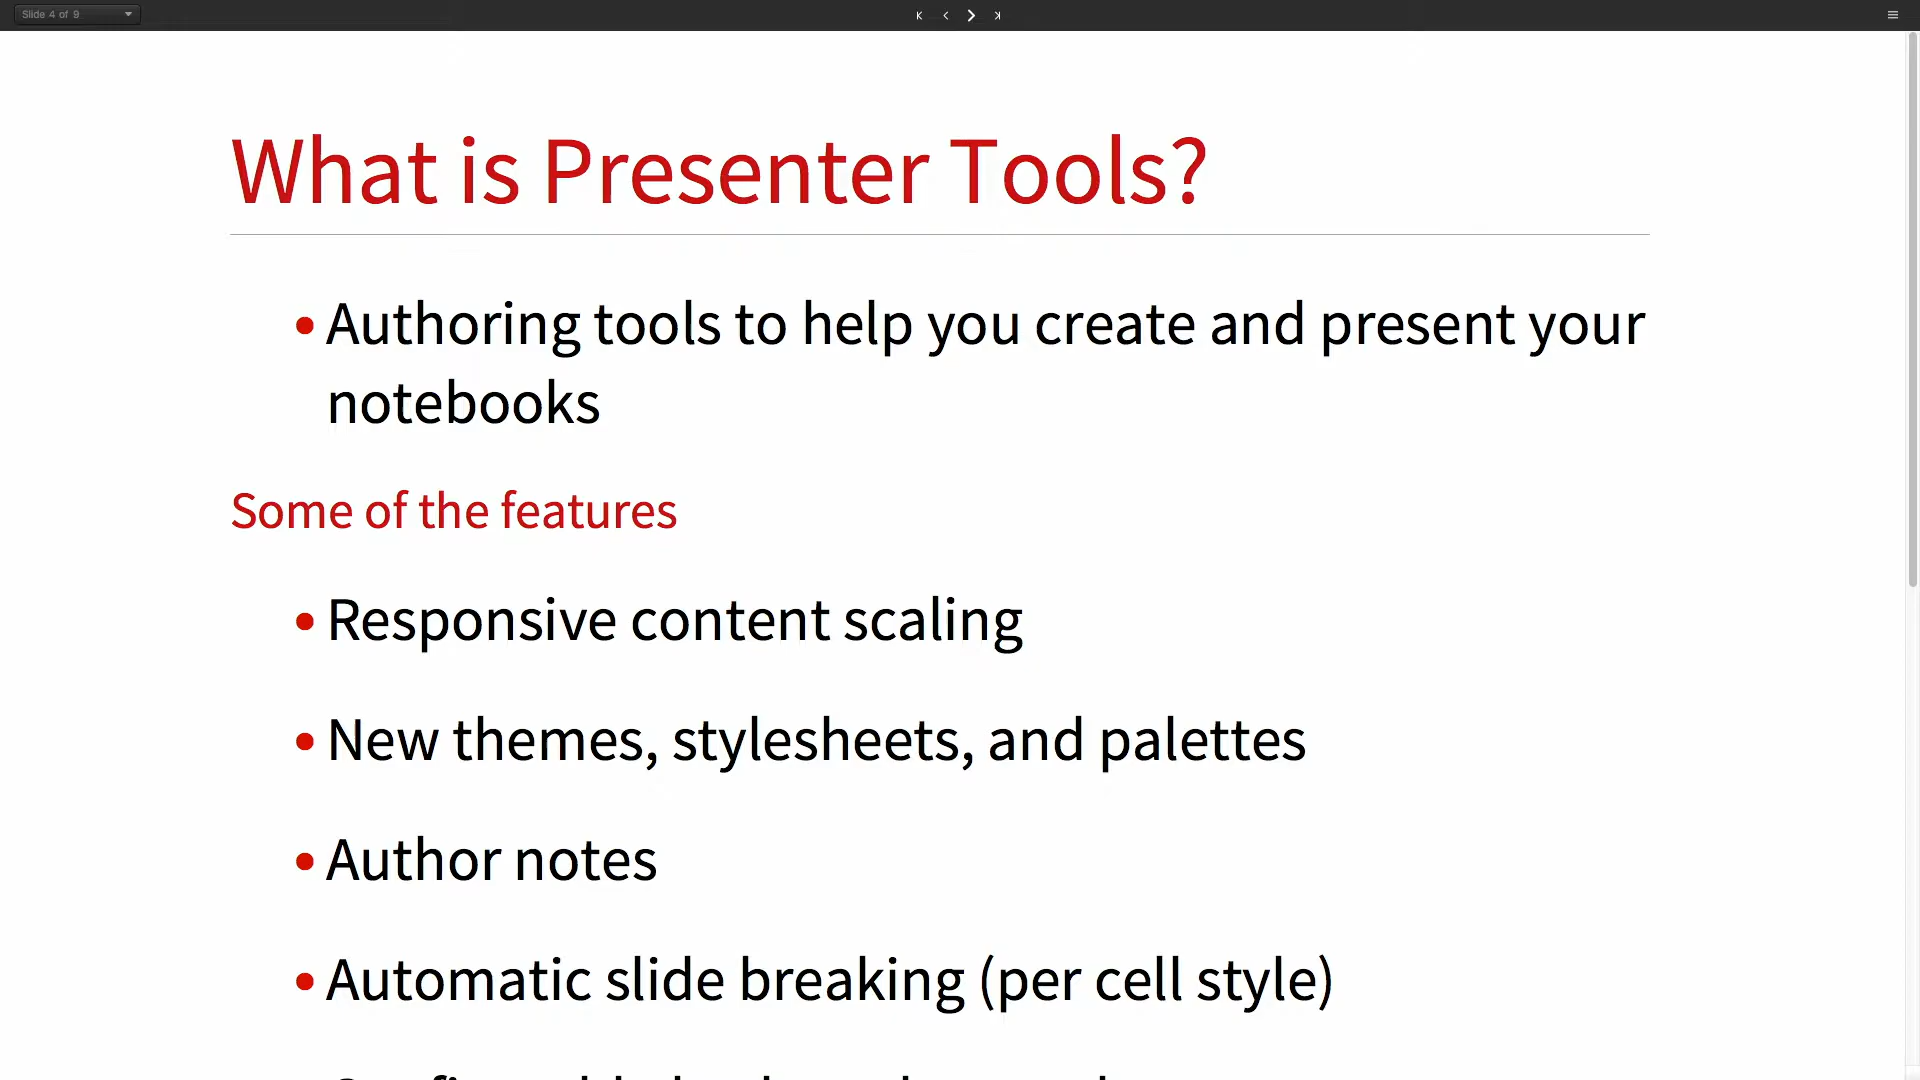 Slide 4 of 9
What is Presenter Tools?
• Authoring tools to help you create and present your
notebooks
Some of the features
• Responsive content scaling
• New themes, stylesheets, and palettes
• Author notes
• Automatic slide breaking (per cell style)